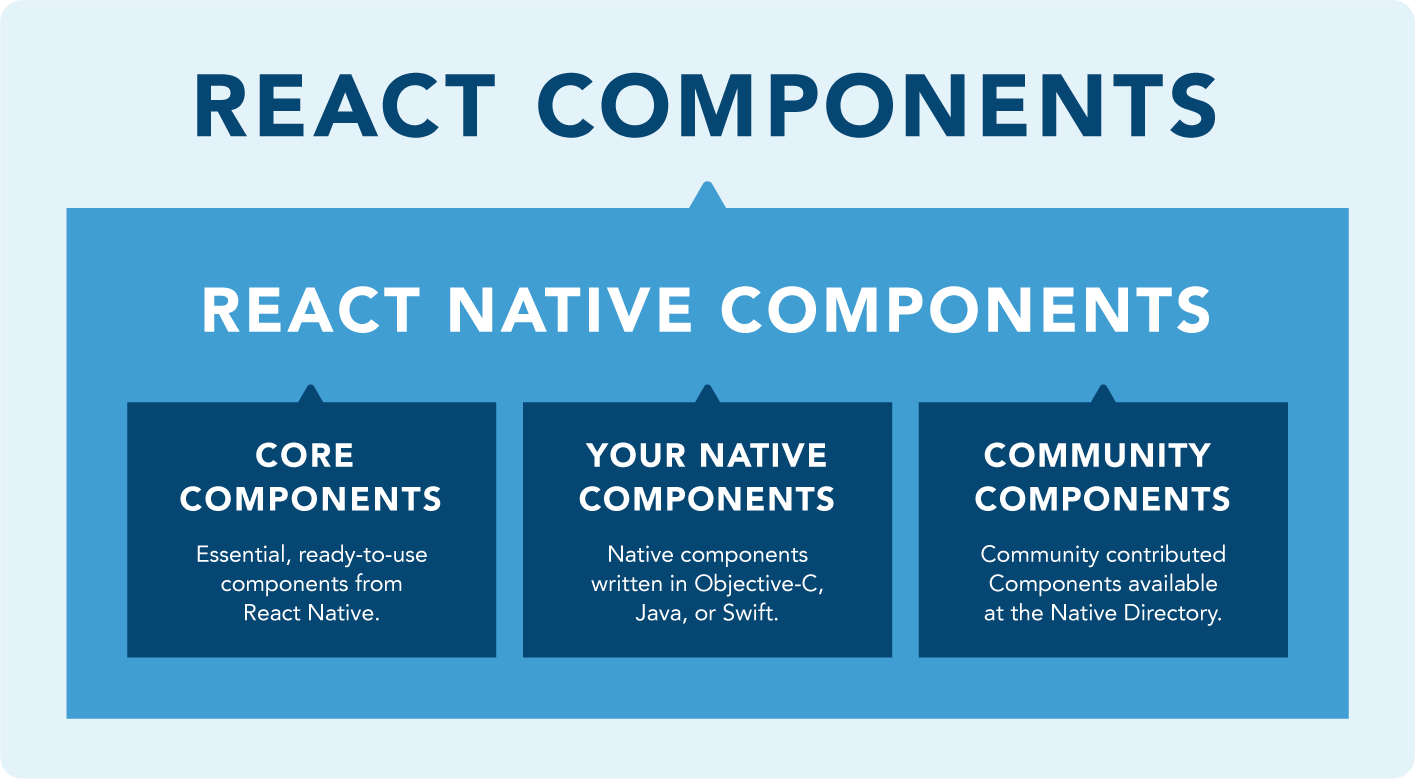 REACT COMPONENTS
REACT NATIVE COMPONENTS
CORE
COMPONENTS
Essential, ready-to-use
components from
React Native.
YOUR NATIVE
COMPONENTS
Native components
written in Objective-C,
Java, or Swift.
COMMUNITY
COMPONENTS
Community contributed
Components available
at the Native Directory.